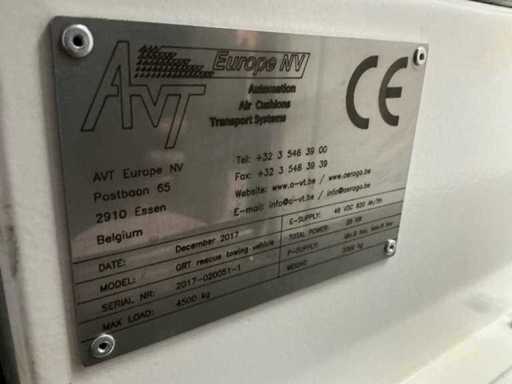 AVT Europe NV
Automation
Air Cushions
Transport Systems
CE
AVT Europe NV
Postbaan 65
2910 Essen
Belgium
Tel: +32 3 546 39 00
Fax: +32 3 546 39 39
Website: www.a-vt.be / www.aerogo.be
E-mail: info@a-vt.be / info@aerogo.be
DATE: December 2017
MODEL: GRT rescue towing vehicle
SERIAL NR: 2017-020051-1
MAX LOAD: 4500 kg
E-SUPPLY: 48 VDC
TOTAL POWER:
P-SUPPLY:
WEIGHT: kg